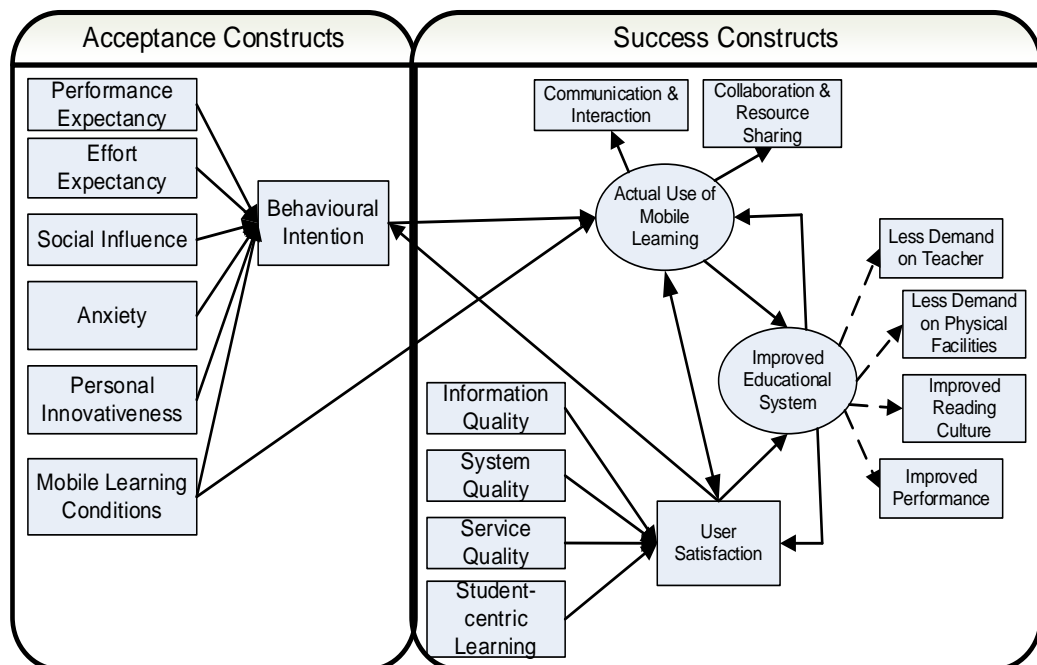 Acceptance Constructs
Success Constructs
Performance
Expectancy
Effort
Expectancy
Social Influence
Anxiety
Personal
Innovativeness
Mobile Learning
Conditions
Behavioural
Intention
Communication &
Interaction
Collaboration &
Resource
Sharing
Actual Use of
Mobile
Learning
Less Demand
on Teacher
Less Demand
on Physical
Facilities
Improved
Educational
System
Improved
Reading
Culture
Improved
Performance
Information
Quality
System
Quality
Service
Quality
Student-
centric
Learning
User
Satisfaction